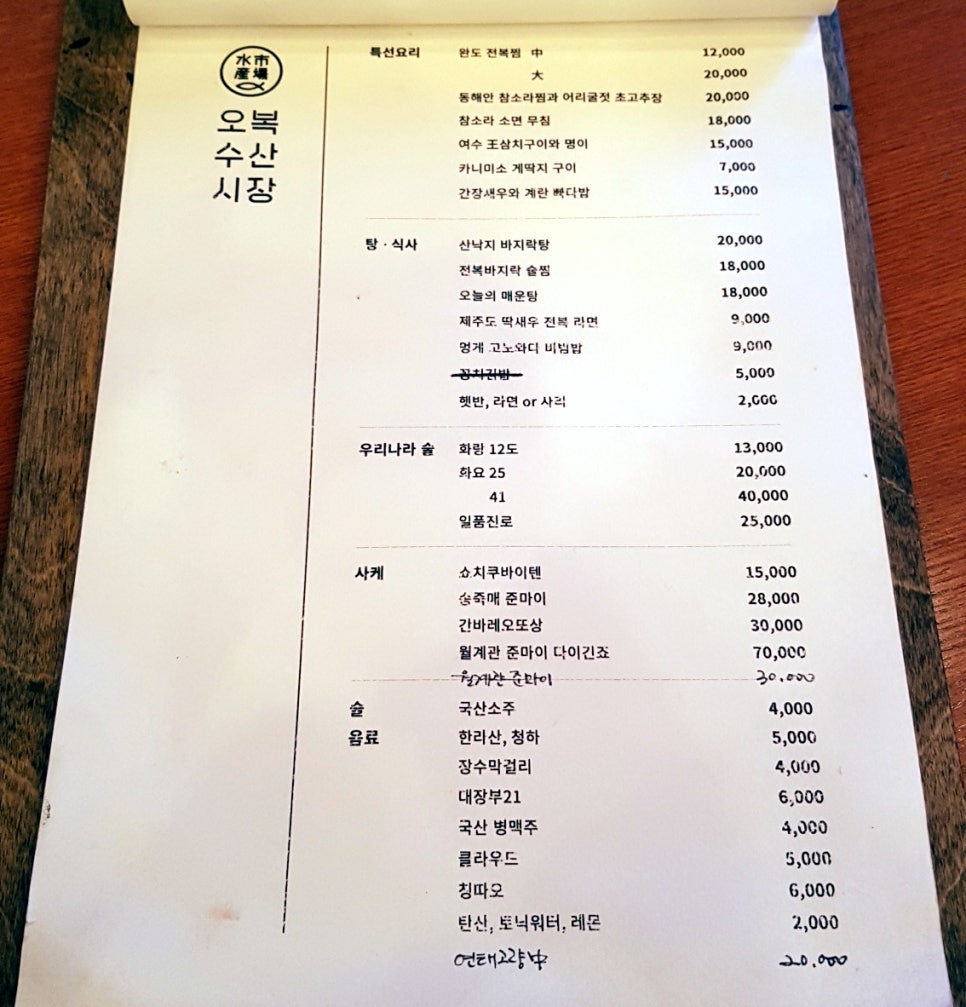 水市
産場
오복
수산
시장
특선요리 완도 전복찜 中 12,000
大 20,000
동해안 참소라찜과 어리굴젓 초고추장 20,000
참소라 소면 무침 18,000
여수 王삼치구이와 명이 15,000
카니미소 게딱지 구이 7,000
간장새우와 계란 빠다밥 15,000
탕 · 식사 산낙지 바지락탕 20,000
전복바지락 술찜 18,000
오늘의 매운탕 18,000
제주도 딱새우 전복 라면 9,000
멍게 고노와다 비빔밥 9,000
5,000
햇반, 라면 or 사리 2,000
우리나라 술 화랑 12도 13,000
화요 25 20,000
41 40,000
일품진로 25,000
사케 쇼치쿠바이텐 15,000
송죽매 준마이 28,000
간바레오또상 30,000
월계관 준마이 다이긴죠 70,000
월계관 준마이 30.000
술 국산소주 4,000
음료 한라산, 청하 5,000
장수막걸리 4,000
대장부21 6,000
국산 병맥주 4,000
클라우드 5,000
칭따오 6,000
탄산, 토닉워터, 레몬 2,000
연태고량 中 20.000